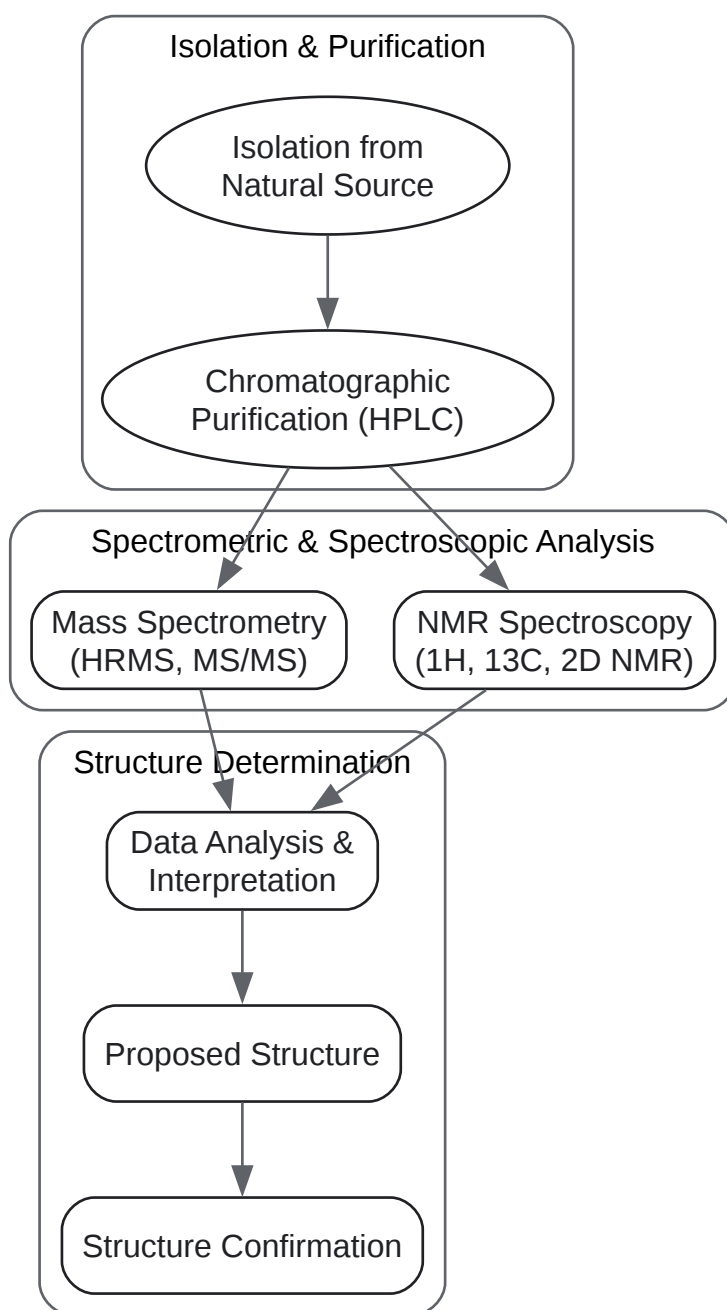 Isolation & Purification
Isolation from
Natural Source
Chromatographic
Purification (HPLC)
Spectrometric & Spectroscopic Analysis
Mass Spectrometry
(HRMS, MS/MS)
NMR Spectroscopy
(1H, 13C, 2D NMR)
Structure Determination
Data Analysis &
Interpretation
Proposed Structure
Structure Confirmation